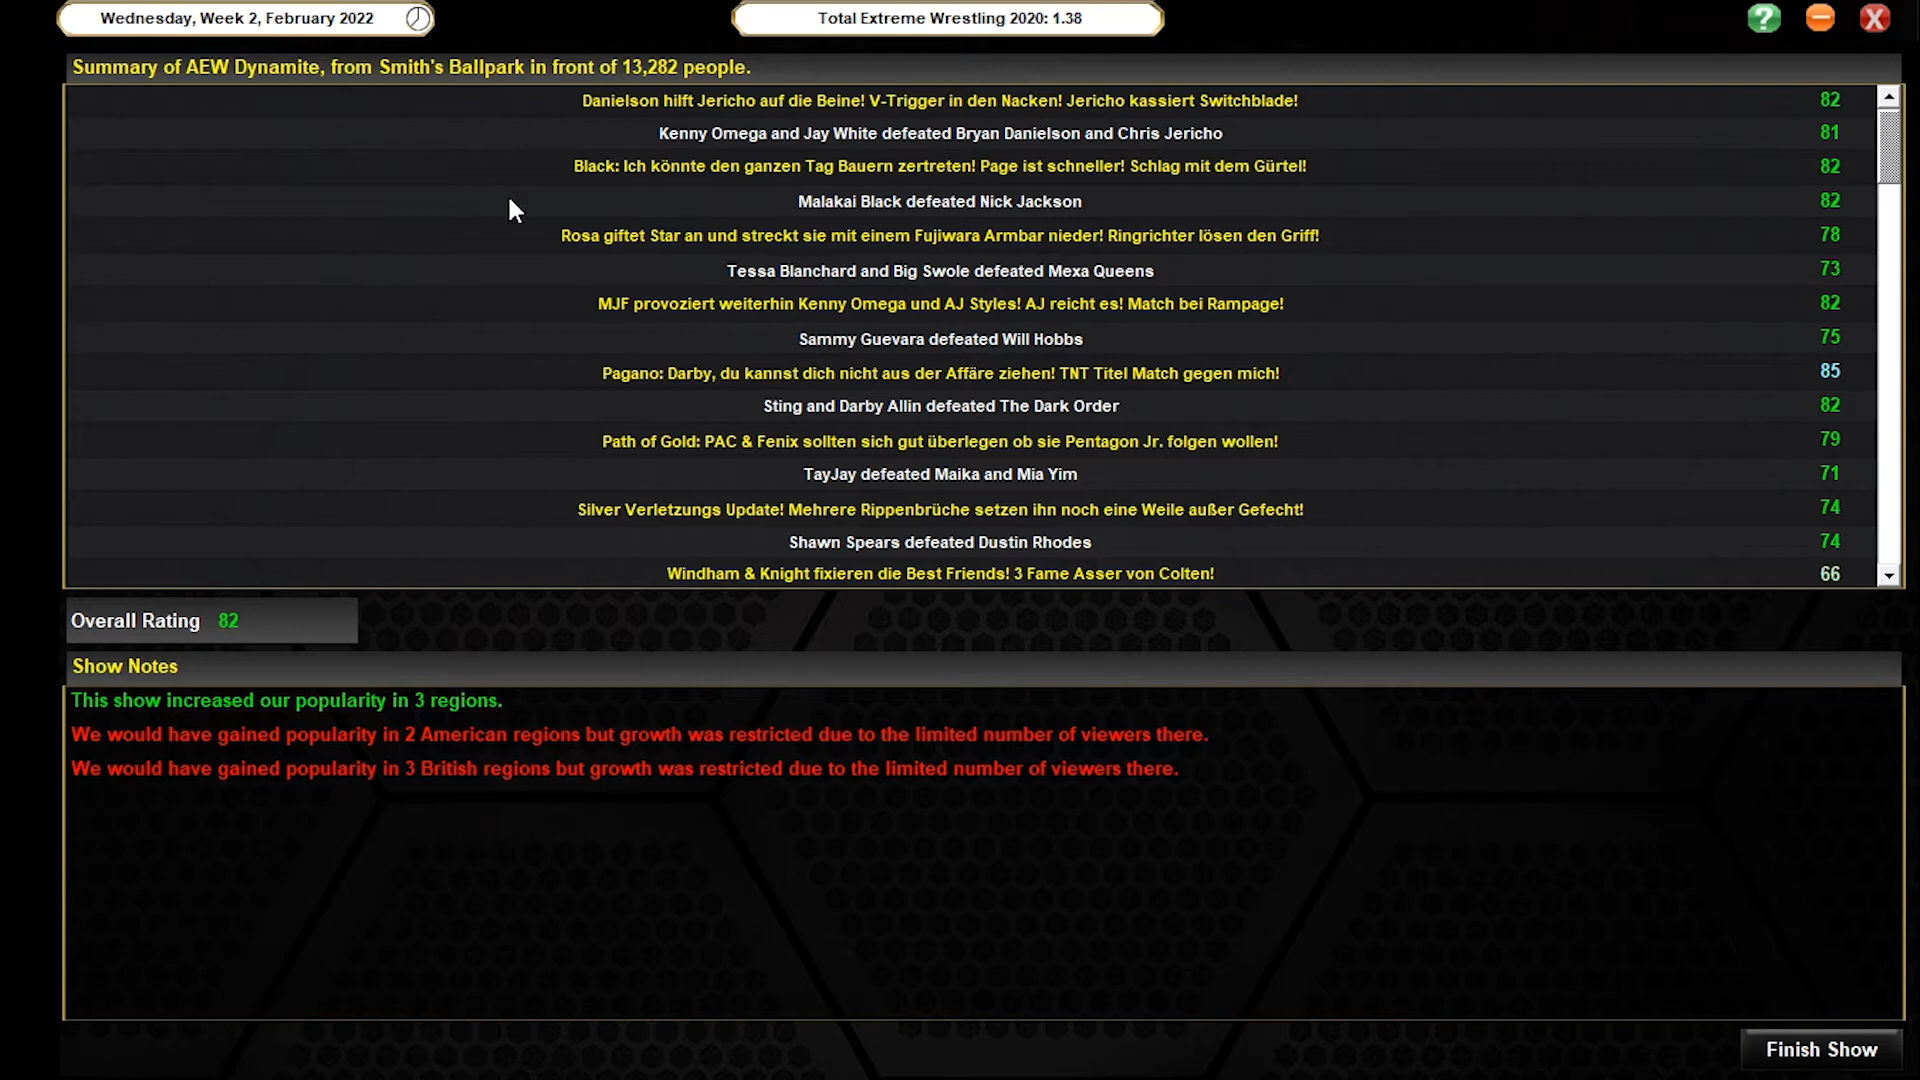 Wednesday, Week 2, February 2022
Total Extreme Wrestling 2020: 1.38
Summary of AEW Dynamite, from Smith's Ballpark in front of 13,282 people.
Danielson hilft Jericho auf die Beine! V-Trigger in den Nacken! Jericho kassiert Switchblade! 82
Kenny Omega and Jay White defeated Bryan Danielson and Chris Jericho 81
Black: Ich könnte den ganzen Tag Bauern zertreten! Page ist schneller! Schlag mit dem Gürtel! 82
Malakai Black defeated Nick Jackson 82
Rosa giftet Star an und streckt sie mit einem Fujiwara Armbar nieder! Ringrichter lösen den Griff! 78
Tessa Blanchard and Big Swole defeated Mexa Queens 73
MJF provoziert weiterhin Kenny Omega und AJ Styles! AJ reicht es! Match bei Rampage! 82
Sammy Guevara defeated Will Hobbs 75
Pagano: Darby, du kannst dich nicht aus der Affäre ziehen! TNT Titel Match gegen mich! 85
Sting and Darby Allin defeated The Dark Order 82
Path of Gold: PAC & Fenix sollten sich gut überlegen ob sie Pentagon Jr. folgen wollen! 79
TayJay defeated Maika and Mia Yim 71
Silver Verletzungs Update! Mehrere Rippenbrüche setzen ihn noch eine Weile außer Gefecht! 74
Shawn Spears defeated Dustin Rhodes 74
Windham & Knight fixieren die Best Friends! 3 Fame Asser von Colten! 66
Overall Rating 82
Show Notes
This show increased our popularity in 3 regions.
We would have gained popularity in 2 American regions but growth was restricted due to the limited number of viewers there.
We would have gained popularity in 3 British regions but growth was restricted due to the limited number of viewers there.
Finish Show